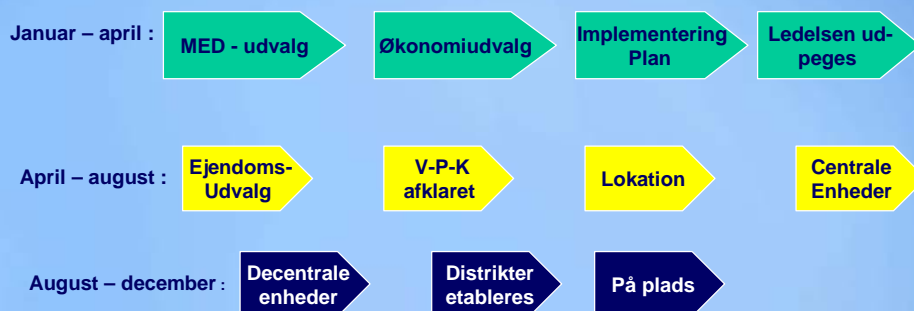 Januar – april :
MED - udvalg
Økonomiudvalg
Implementering
Plan
Ledelsen ud-
peges
April – august :
Ejendoms-
Udvalg
V-P-K
afklaret
Lokation
Centrale
Enheder
August – december :
Decentrale
enheder
Distrikter
etableres
På plads